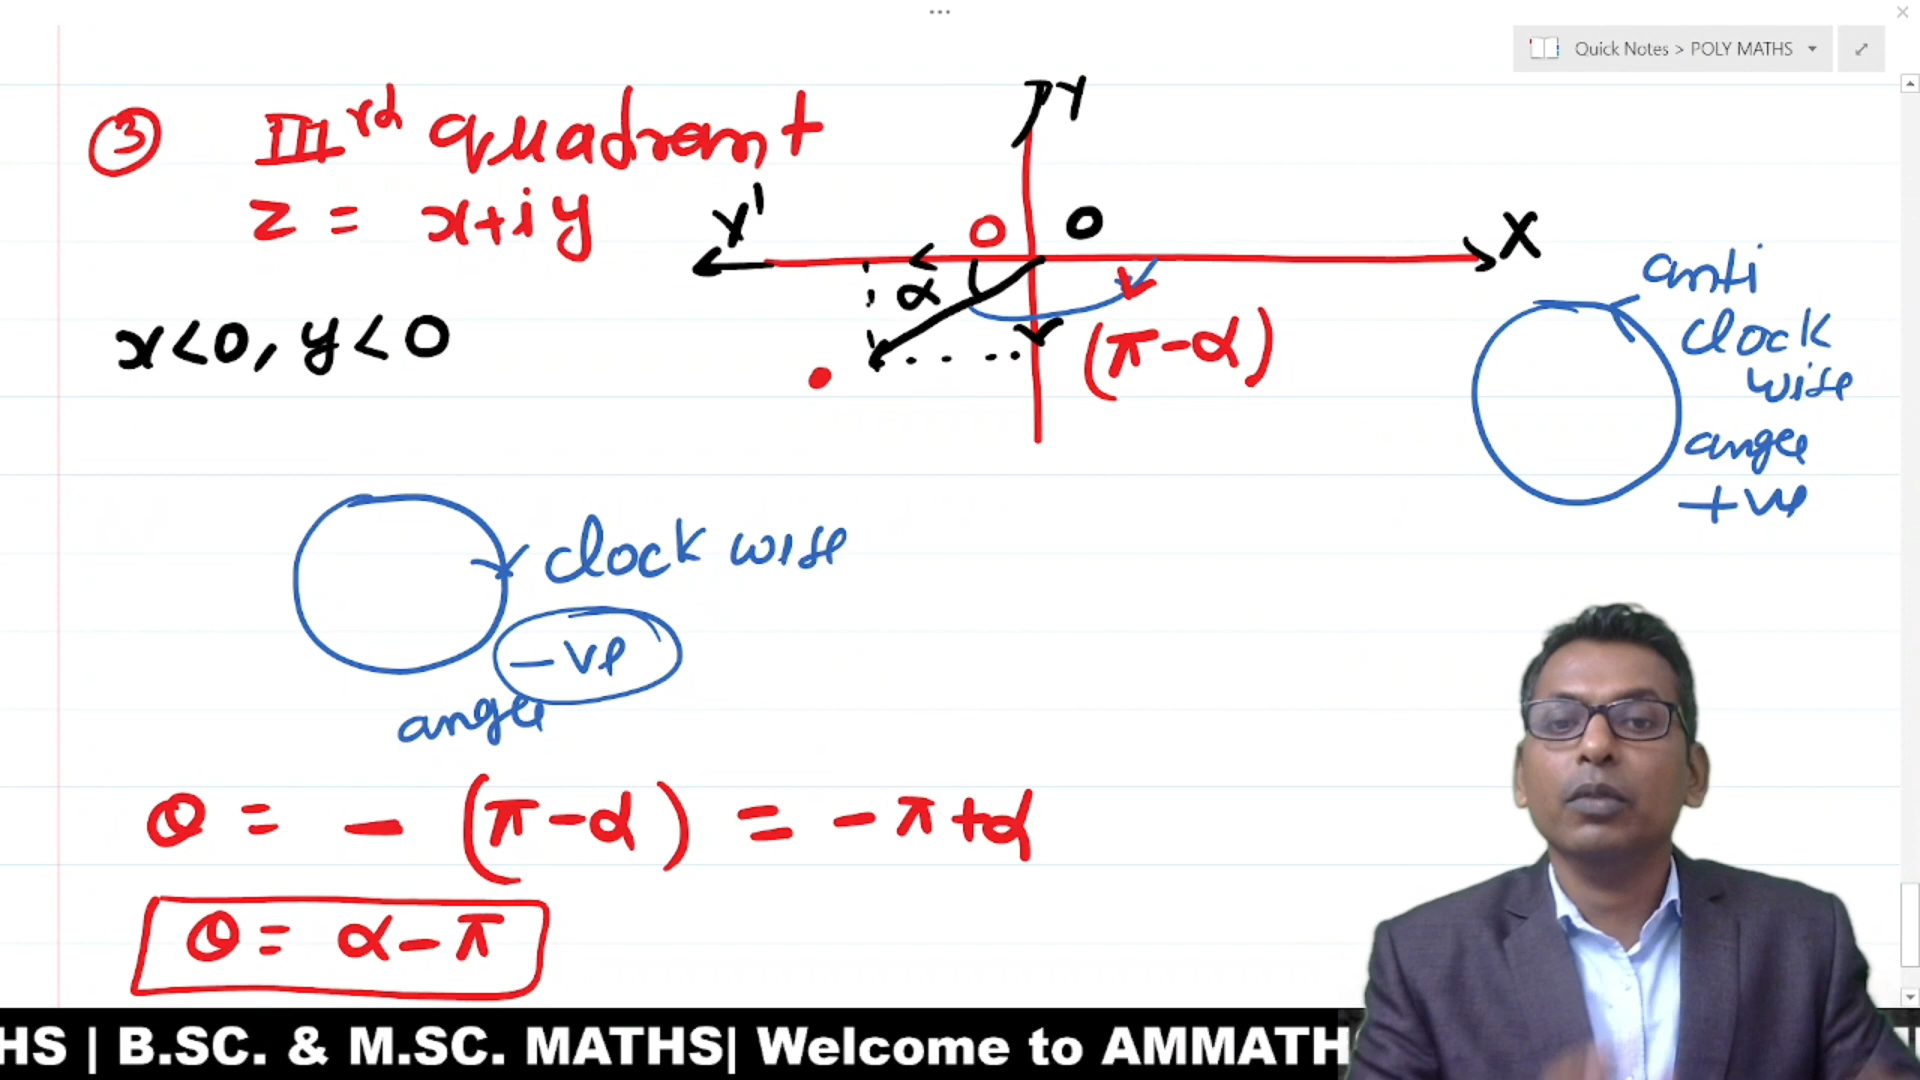 Quick Notes > POLY MATHS
③ IIIrd quadrant
z = x+iy
x<0, y<0
Y
X'
O
O
X
α
(π-α)
anti
clock
wise
angle
+ve
clock wise
-ve
angle
θ = - (π-α) = -π+α
θ = α-π
HS | B.SC. & M.SC. MATHS| Welcome to AMMATH